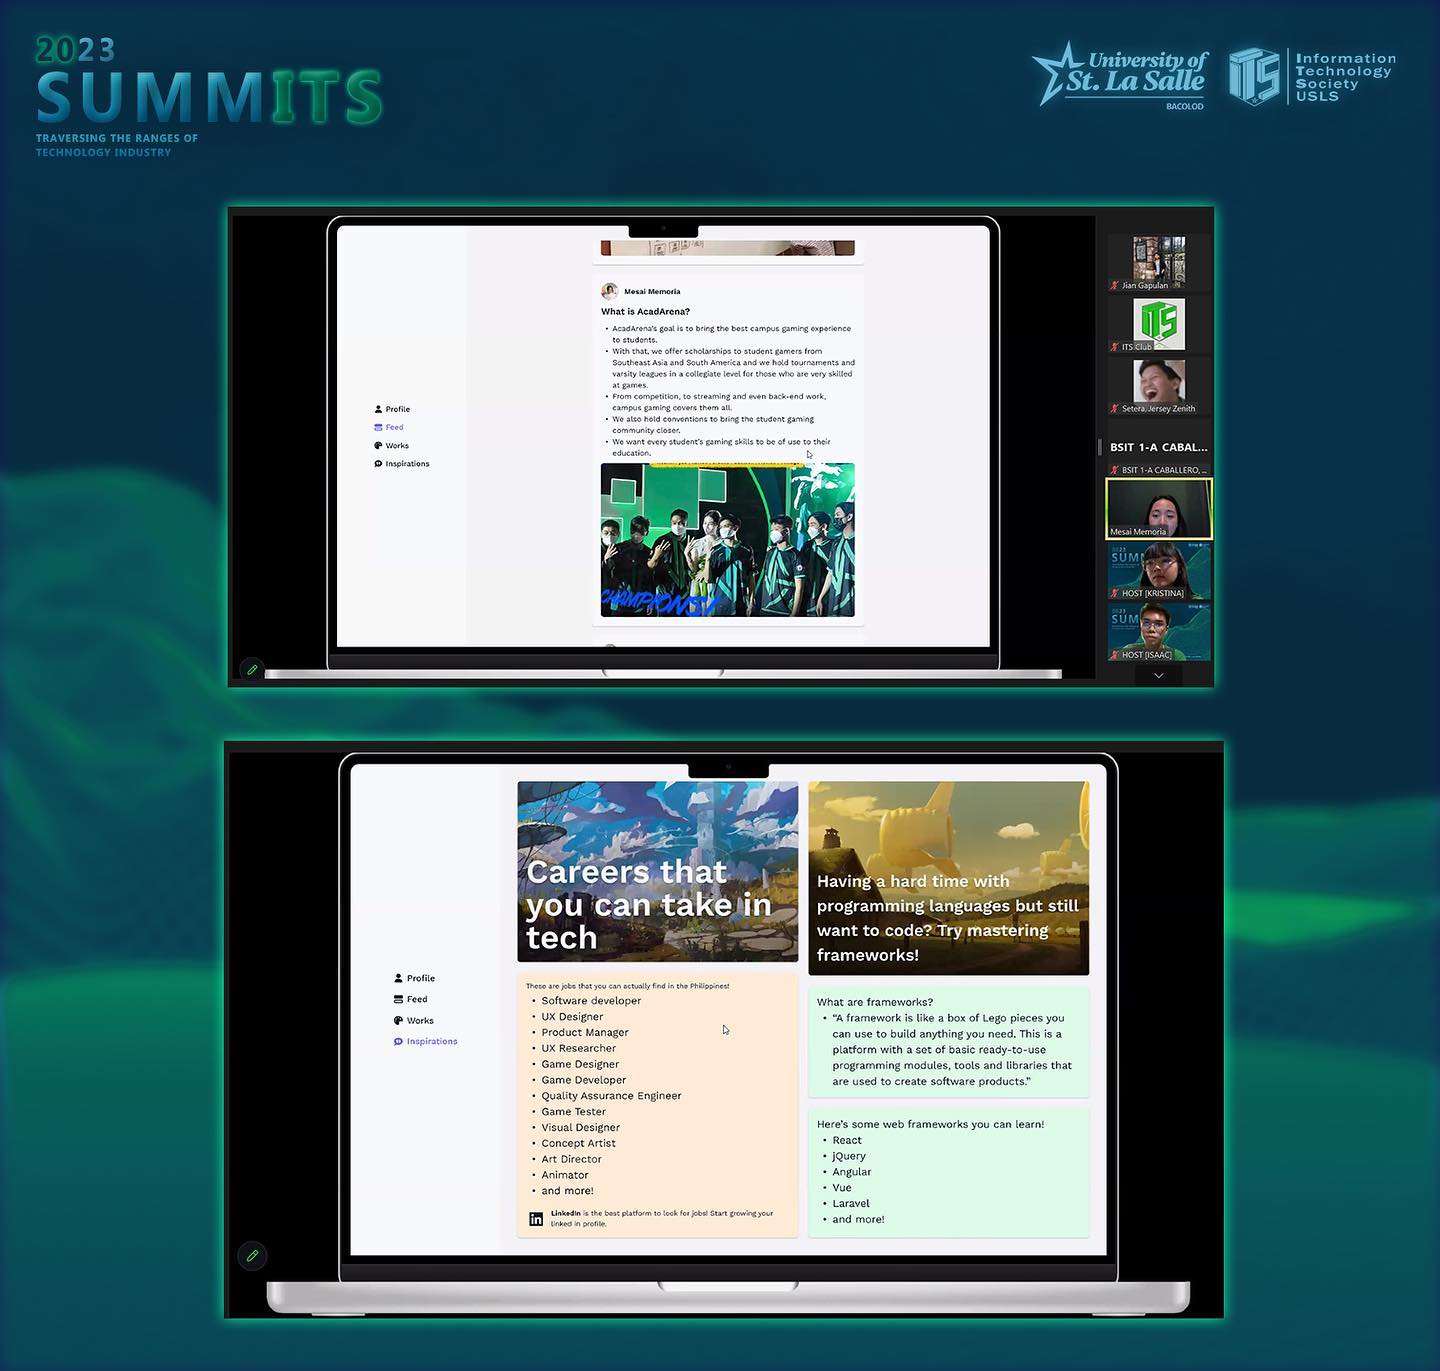 2023
SUMMITS
TRAVERSING THE RANGES OF
TECHNOLOGY INDUSTRY
University of
St. La Salle
BACOLOD
ITS
Information
Technology
Society
USLS
Profile
Feed
Works
Inspirations
Mesai Memoria
What is AcadArena?
• AcadArena's goal is to bring the best campus gaming experience
to students.
• With that, we offer scholarships to student gamers from
Southeast Asia and South America and we hold tournaments and
varsity leagues in a collegiate level for those who are very skilled
at games.
• From competition, to streaming and even back-end work,
campus gaming covers them all.
• We also hold conventions to bring the student gaming
community closer.
• We want every student's gaming skills to be of use to their
education.
CHAMPIONS!
Jian Gapulan
ITS
ITS Club
Setera,Jersey Zenith
BSIT 1-A CABAL...
BSIT 1-A CABALLERO, ...
Mesai Memoria
HOST [KRISTINA]
HOST [ISAAC]
Profile
Feed
Works
Inspirations
Careers that
you can take in
tech
These are jobs that you can actually find in the Philippines!
• Software developer
• UX Designer
• Product Manager
• UX Researcher
• Game Designer
• Game Developer
• Quality Assurance Engineer
• Game Tester
• Visual Designer
• Concept Artist
• Art Director
• Animator
• and more!
in
LinkedIn is the best platform to look for jobs! Start growing your
linked in profile.
Having a hard time with
programming languages but still
want to code? Try mastering
frameworks!
What are frameworks?
• “A framework is like a box of Lego pieces you
can use to build anything you need. This is a
platform with a set of basic ready-to-use
programming modules, tools and libraries that
are used to create software products.”
Here's some web frameworks you can learn!
• React
• jQuery
• Angular
• Vue
• Laravel
• and more!